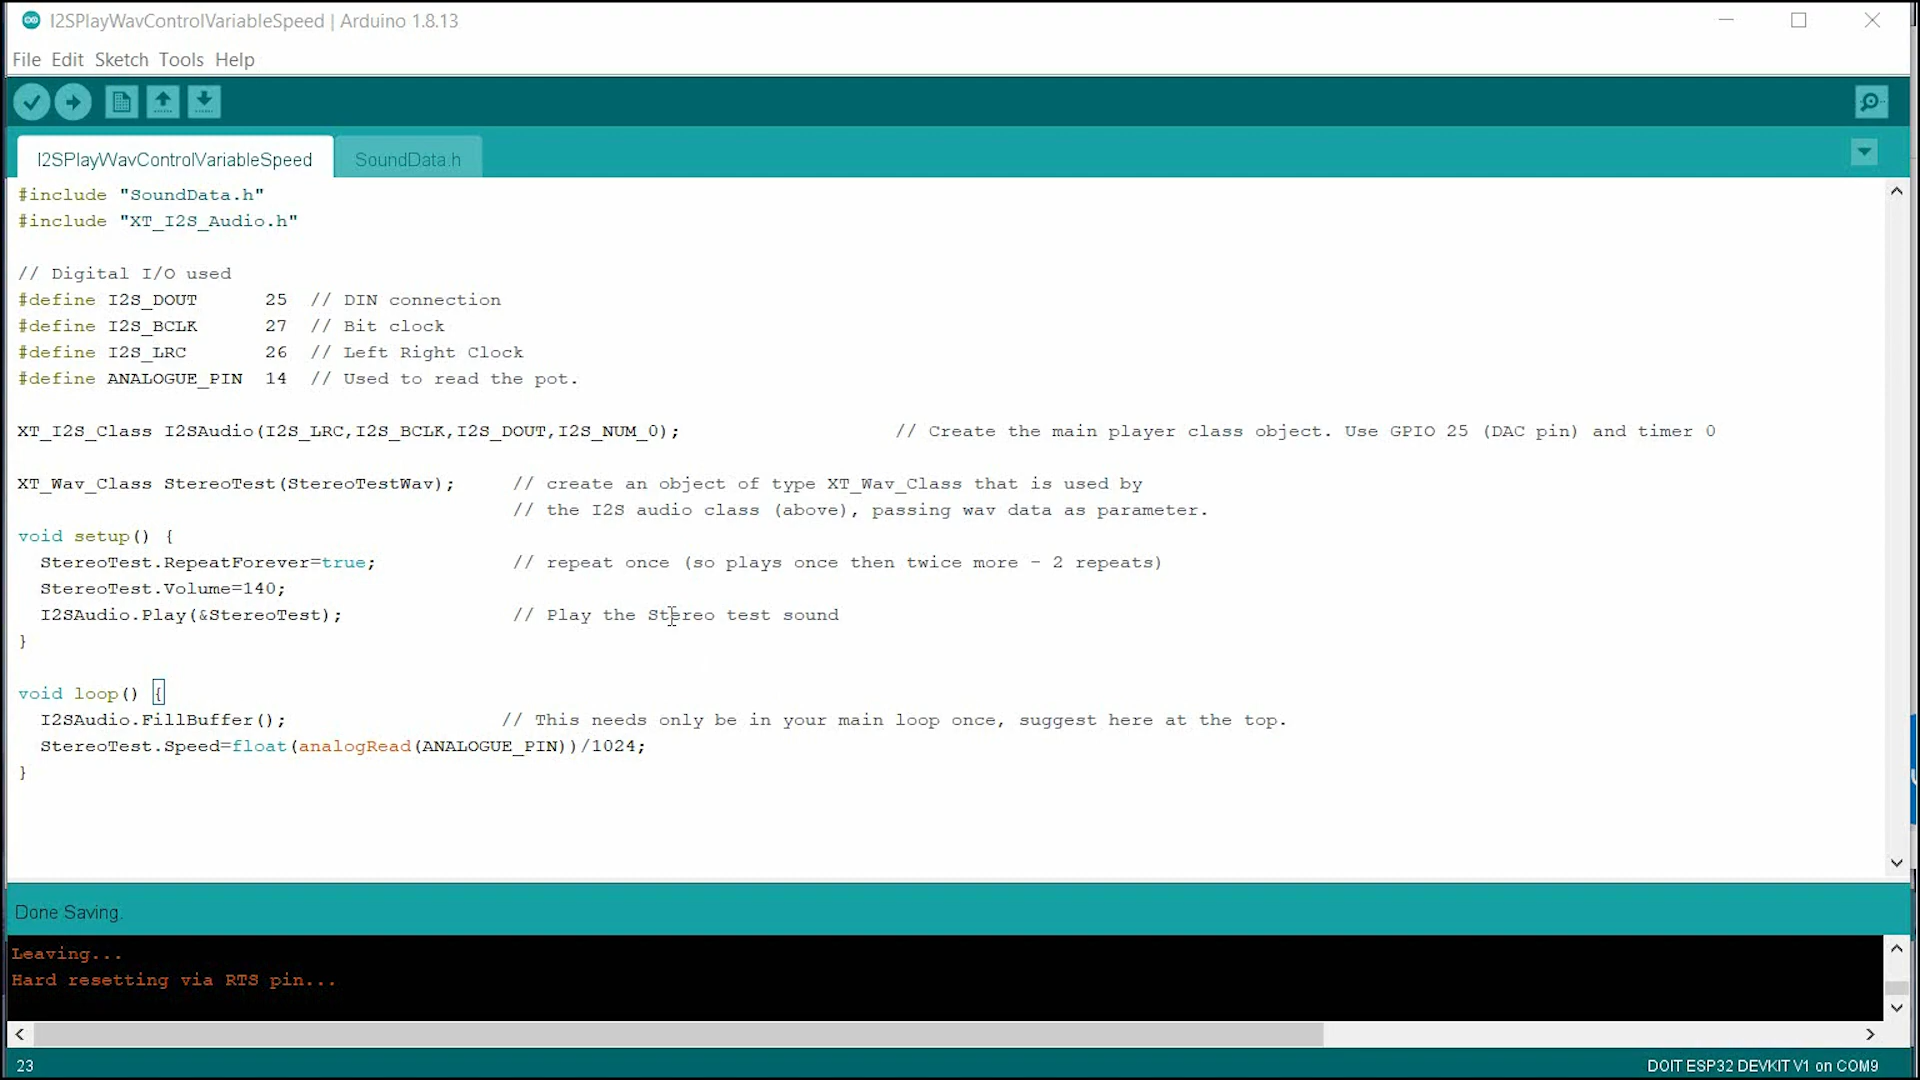 I2SPlayWavControlVariableSpeed | Arduino 1.8.13
File Edit Sketch Tools Help
I2SPlayWavControlVariableSpeed SoundData.h
#include "SoundData.h"
#include "XT_I2S_Audio.h"
// Digital I/O used
#define I2S_DOUT 25 // DIN connection
#define I2S_BCLK 27 // Bit clock
#define I2S_LRC 26 // Left Right Clock
#define ANALOGUE_PIN 14 // Used to read the pot.
XT_I2S_Class I2SAudio(I2S_LRC,I2S_BCLK,I2S_DOUT,I2S_NUM_0); // Create the main player class object. Use GPIO 25 (DAC pin) and timer 0
XT_Wav_Class StereoTest(StereoTestWav); // create an object of type XT_Wav_Class that is used by
// the I2S audio class (above), passing wav data as parameter.
void setup() {
StereoTest.RepeatForever=true; // repeat once (so plays once then twice more - 2 repeats)
StereoTest.Volume=140;
I2SAudio.Play(&StereoTest); // Play the Stereo test sound
}
void loop() {
I2SAudio.FillBuffer(); // This needs only be in your main loop once, suggest here at the top.
StereoTest.Speed=float(analogRead(ANALOGUE_PIN))/1024;
}
Done Saving.
Leaving...
Hard resetting via RTS pin...
23 DOIT ESP32 DEVKIT V1 on COM9